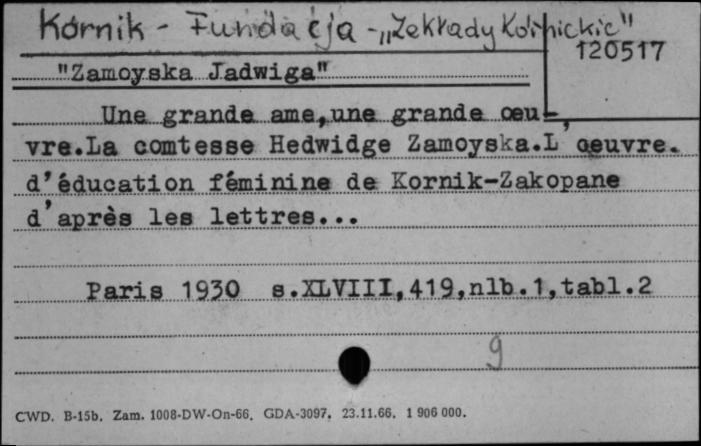 Kórnik - Fundacja - „Zakłady Kórnickie"
120517
"Zamoyska Jadwiga"
Une grande ame,une grande oeu-
vre.La comtesse Hedwidge Zamoyska.L'oeuvre.
d'éducation féminine de Kornik-Zakopane
d'après les lettres...
Paris 1930 s.XLVIII,419,nlb.1,tabl.2
9
CWD. B-15b. Zam. 1008-DW-On-66. GDA-3097. 23.11.66. 1 906 000.